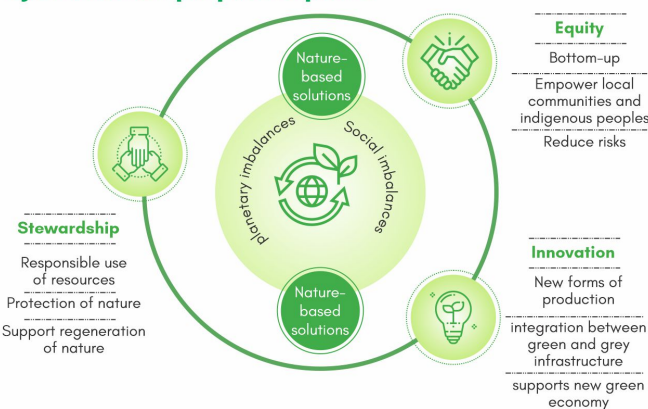 Nature-
based
solutions
planetary imbalances
Social imbalances
Nature-
based
solutions
Equity
Bottom-up
Empower local
communities and
indigenous peoples
Reduce risks
Stewardship
Responsible use
of resources
Protection of nature
Support regeneration
of nature
Innovation
New forms of
production
integration between
green and grey
infrastructure
supports new green
economy